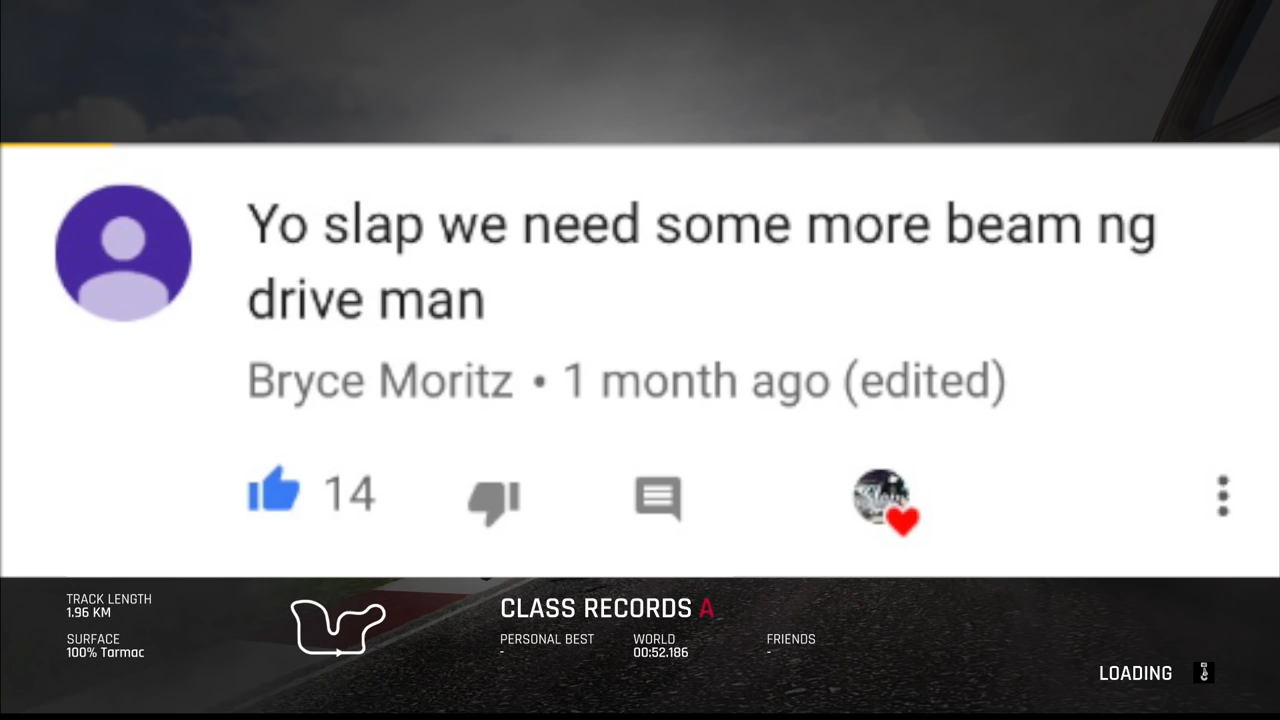 Yo slap we need some more beam ng
drive man
Bryce Moritz • 1 month ago (edited)
14
TRACK LENGTH
1.96 KM
SURFACE
100% Tarmac
CLASS RECORDS A
PERSONAL BEST
-
WORLD
00:52.186
FRIENDS
-
LOADING